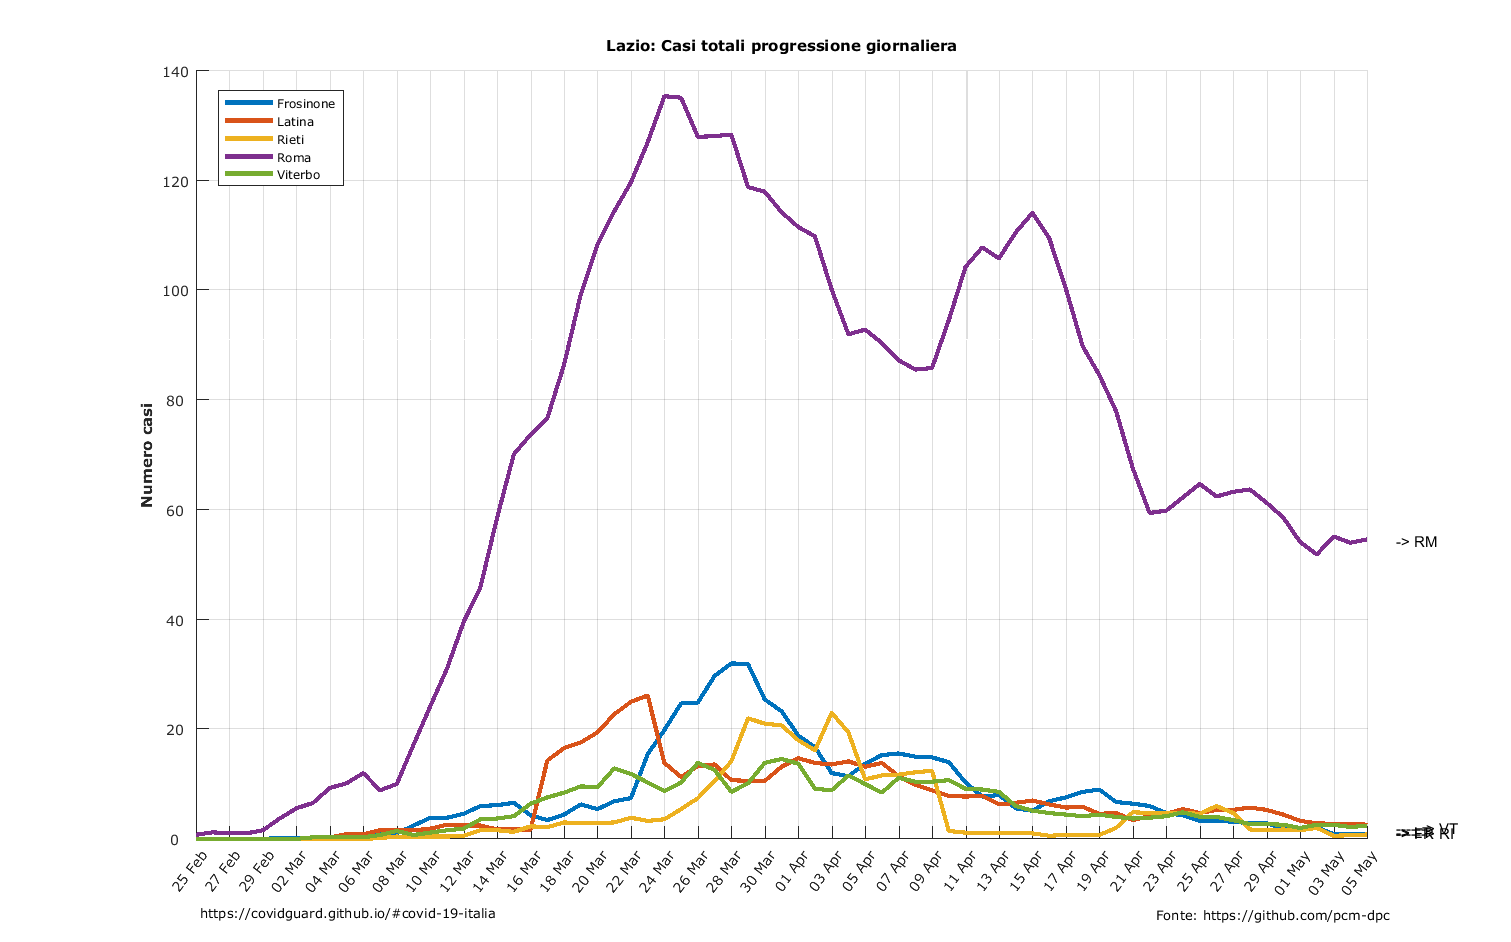 Lazio: Casi totali progressione giornaliera
Numero casi
140
120
100
80
60
40
20
0
Frosinone
Latina
Rieti
Roma
Viterbo
-> RM
-> VT
25 Feb
27 Feb
29 Feb
02 Mar
04 Mar
06 Mar
08 Mar
10 Mar
12 Mar
14 Mar
16 Mar
18 Mar
20 Mar
22 Mar
24 Mar
26 Mar
28 Mar
30 Mar
01 Apr
03 Apr
05 Apr
07 Apr
09 Apr
11 Apr
13 Apr
15 Apr
17 Apr
19 Apr
21 Apr
23 Apr
25 Apr
27 Apr
29 Apr
01 May
03 May
05 May
https://covidguard.github.io/#covid-19-italia
Fonte: https://github.com/pcm-dpc